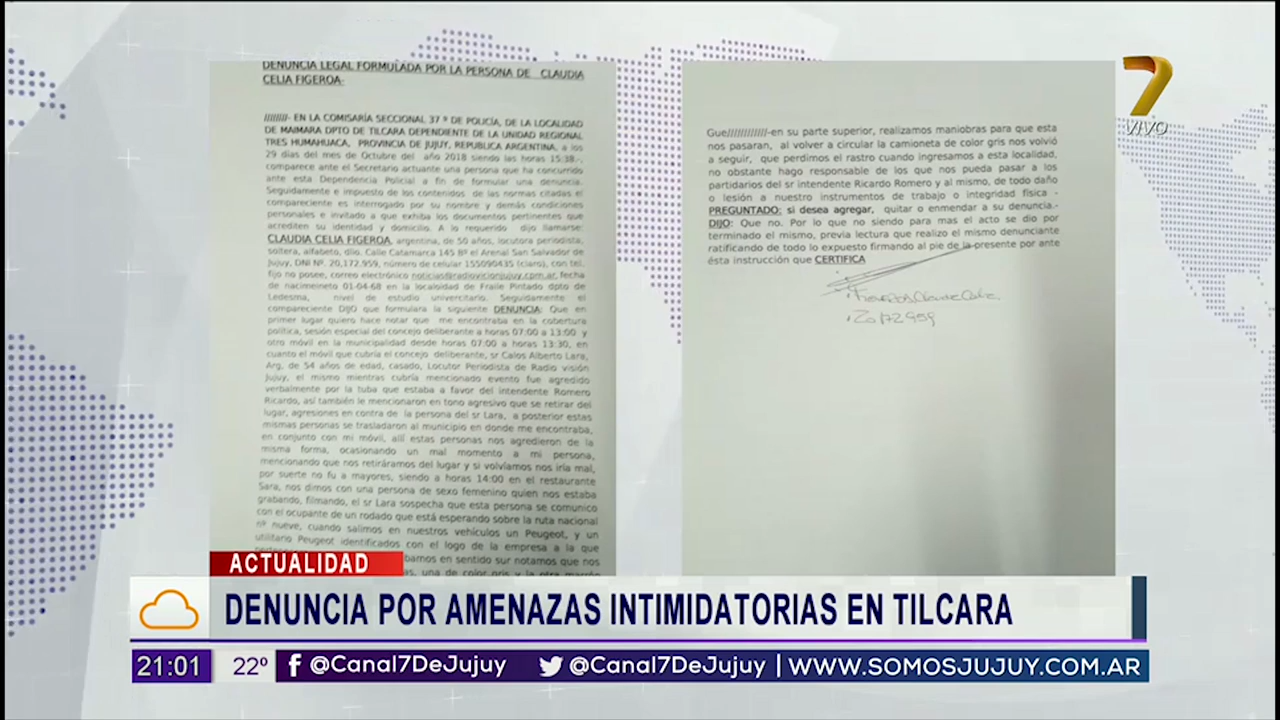 DENUNCIA LEGAL FORMULADA POR LA PERSONA DE CLAUDIA
CELIA FIGEROA-
////////- EN LA COMISARÍA SECCIONAL 37 º DE POLICÍA, DE LA LOCALIDAD
DE MAIMARA DPTO DE TILCARA DEPENDIENTE DE LA UNIDAD REGIONAL
TRES HUMAHUACA, PROVINCIA DE JUJUY, REPUBLICA ARGENTINA, a los
29 días del mes de Octubre del año 2018 siendo las horas 15:38.-,
comparece ante el Secretario actuante una persona que ha concurrido
ante esta Dependencia Policial a fin de formular una denuncia.
Seguidamente e impuesto de los contenidos de las normas citadas el
compareciente es interrogado por su nombre y demás condiciones
personales e invitado a que exhiba los documentos pertinentes que
acrediten su identidad y domicilio. A lo requerido dijo llamarse:
CLAUDIA CELIA FIGEROA, argentina, de 50 años, locutora periodista,
soltera, alfabeto, dlio. Calle Catamarca 145 Bº el Arenal San Salvador de
Jujuy, DNI Nº. 20,172.959, número de celular 155090435 (claro), con tel.
fijo no posee, correo electrónico noticias@radiovicionjujuy.cpm.ar, fecha
de nacimeineto 01-04-68 en la localsidad de Fraile Pintado dpto de
Ledesma, nivel de estudio univercitario. Seguidamente el
compareciente DIJO que formulara la siguiente DENUNCIA: Que en
primer lugar quiero hace notar que me encontraba en la cobertura
política, sesión especial del concejo deliberante a horas 07:00 a 13:00 y
otro móvil en la municipalidad desde horas 07:00 a horas 13:30, en
cuanto el móvil que cubría el concejo deliberante, sr Calos Alberto Lara,
Arg, de 54 años de edad, casado, Locutor Periodista de Radio visión
Jujuy, el mismo mientras cubría mencionado evento fue agredido
verbalmente por la tuba que estaba a favor del intendente Romero
Ricardo, así también le mencionaron en tono agresivo que se retirar del
lugar, agresiones en contra de la persona del sr Lara, a posterior estas
mismas personas se trasladaron al municipio en donde me encontraba,
en conjunto con mi móvil, allí estas personas nos agredieron de la
misma forma, ocasionando un mal momento a mi persona,
mencionando que nos retiráramos del lugar y si volvíamos nos iría mal,
por suerte no fu a mayores, siendo a horas 14:00 en el restaurante
Sara, nos dimos con una persona de sexo femenino quien nos estaba
grabando, filmando, el sr Lara sospecha que esta persona se comunico
con el ocupante de un rodado que está esperando sobre la ruta nacional
nº nueve, cuando salimos en nuestros vehículos un Peugeot, y un
utilitario Peugeot identificados con el logo de la empresa a la que
bamos en sentido sur notamos que nos
as, una de color gris y la otra marrón
Gue////////////-en su parte superior, realizamos maniobras para que esta
nos pasaran, al volver a circular la camioneta de color gris nos volvió
a seguir, que perdimos el rastro cuando ingresamos a esta localidad,
no obstante hago responsable de los que nos pueda pasar a los
partidarios del sr intendente Ricardo Romero y al mismo, de todo daño
o lesión a nuestro instrumentos de trabajo o integridad física -
PREGUNTADO: si desea agregar, quitar o enmendar a su denuncia.-
DIJO: Que no. Por lo que no siendo para mas el acto se dio por
terminado el mismo, previa lectura que realizo el mismo denunciante
ratificando de todo lo expuesto firmando al pie de la presente por ante
ésta instrucción que CERTIFICA
20172959
7
VIVO
ACTUALIDAD
DENUNCIA POR AMENAZAS INTIMIDATORIAS EN TILCARA
21:01 22º f @Canal7DeJujuy @Canal7DeJujuy | WWW.SOMOSJUJUY.COM.AR